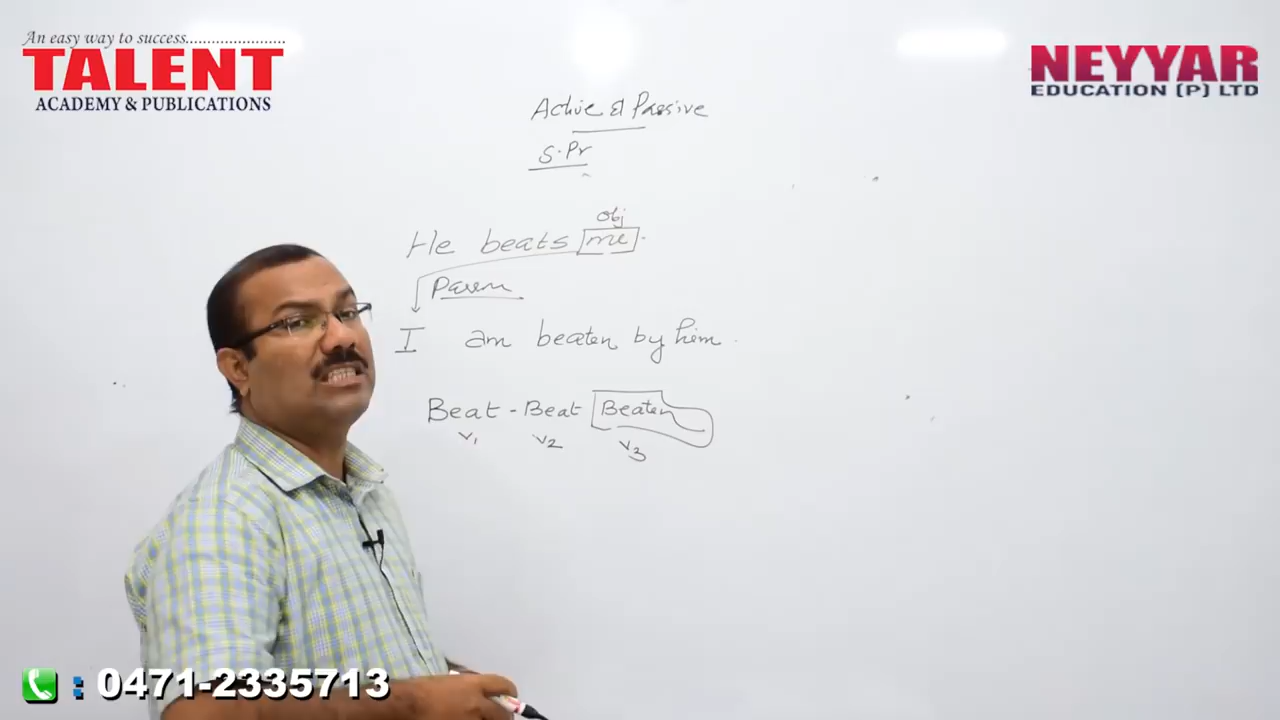 An easy way to success........................
TALENT
ACADEMY & PUBLICATIONS
NEYYAR
EDUCATION (P) LTD
Active & Passive
S.Pr
obj
He beats me.
I am beaten by him.
Beat - Beat Beaten
V1 V2 V3
: 0471-2335713